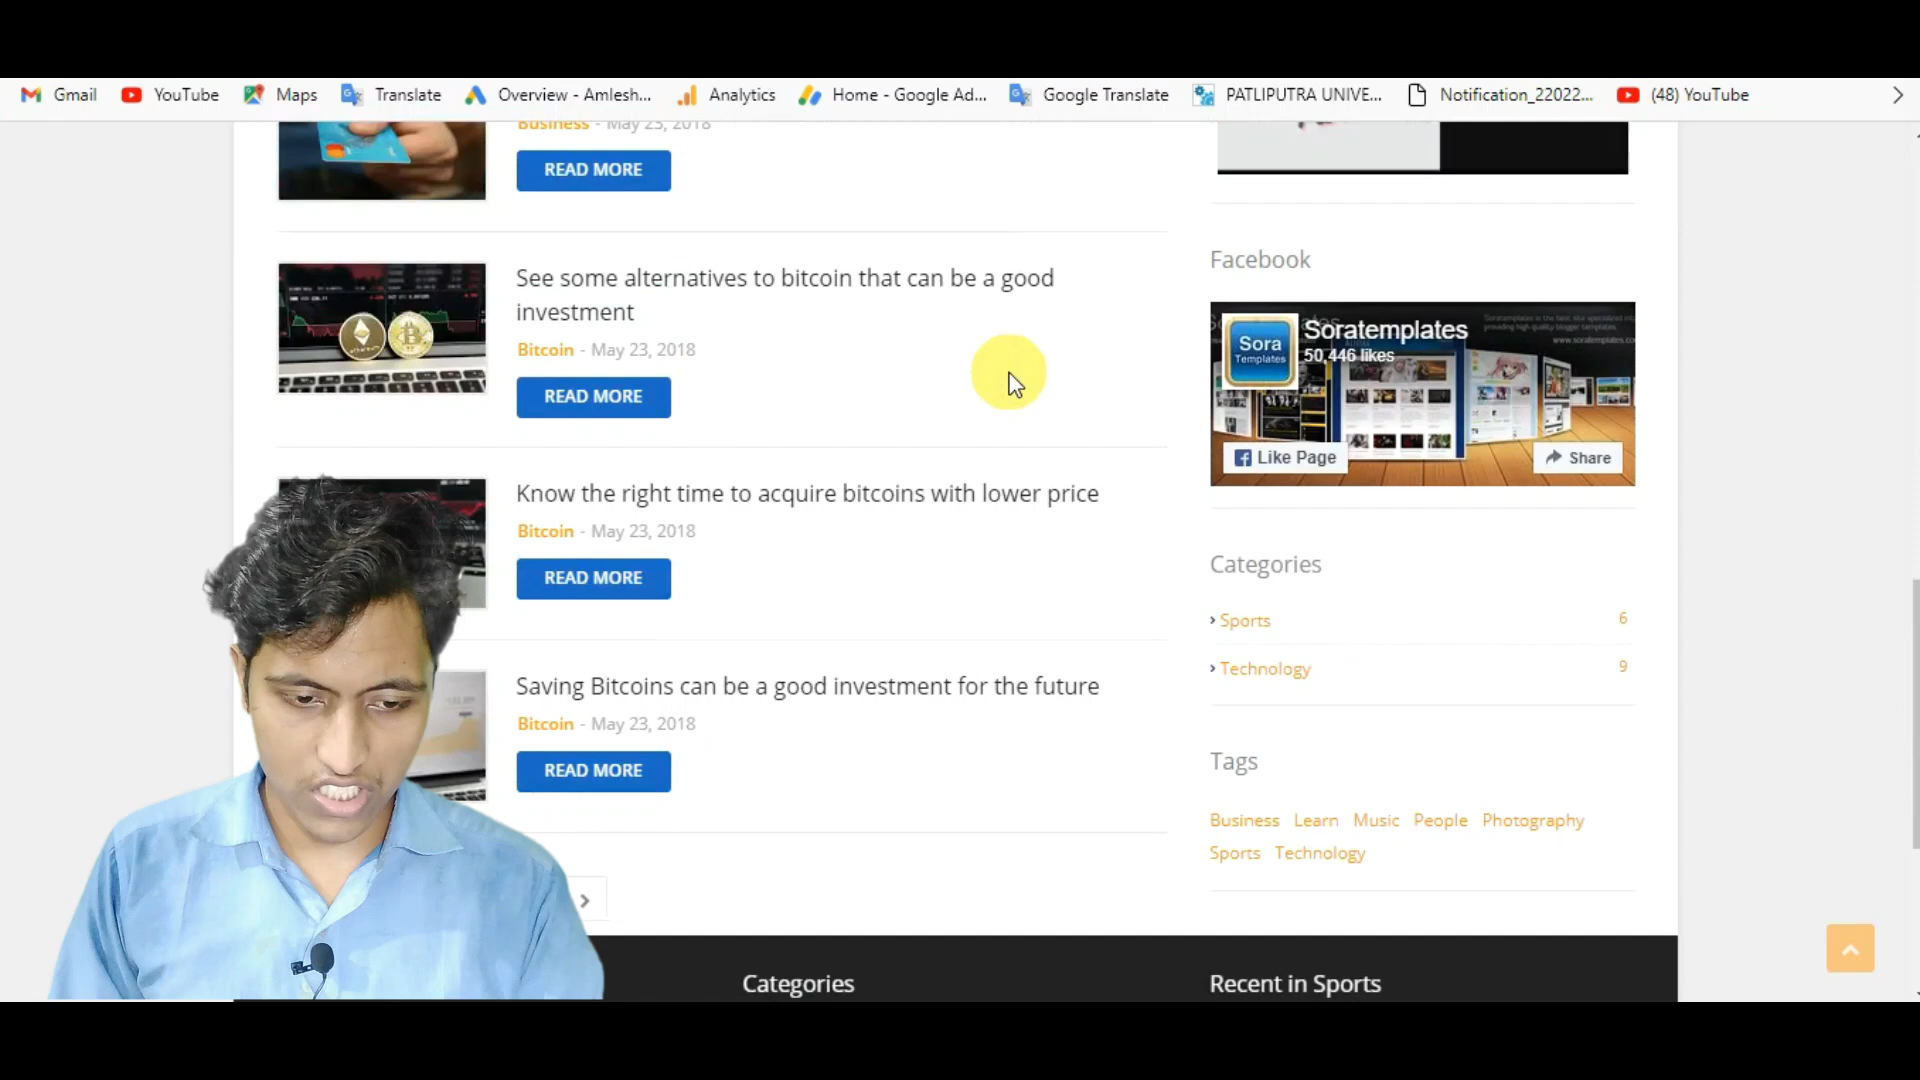 Gmail
YouTube
Maps
Translate
Overview - Amlesh...
Analytics
Home - Google Ad...
Google Translate
PATLIPUTRA UNIVE...
Notification_22022...
(48) YouTube
Business - May 23, 2018
READ MORE
See some alternatives to bitcoin that can be a good
investment
Bitcoin - May 23, 2018
READ MORE
Know the right time to acquire bitcoins with lower price
Bitcoin - May 23, 2018
READ MORE
Saving Bitcoins can be a good investment for the future
Bitcoin - May 23, 2018
READ MORE
Facebook
Sora
Templates
Soratemplates
50,446 likes
Like Page
Share
Categories
Sports 6
Technology 9
Tags
Business Learn Music People Photography
Sports Technology
Categories
Recent in Sports